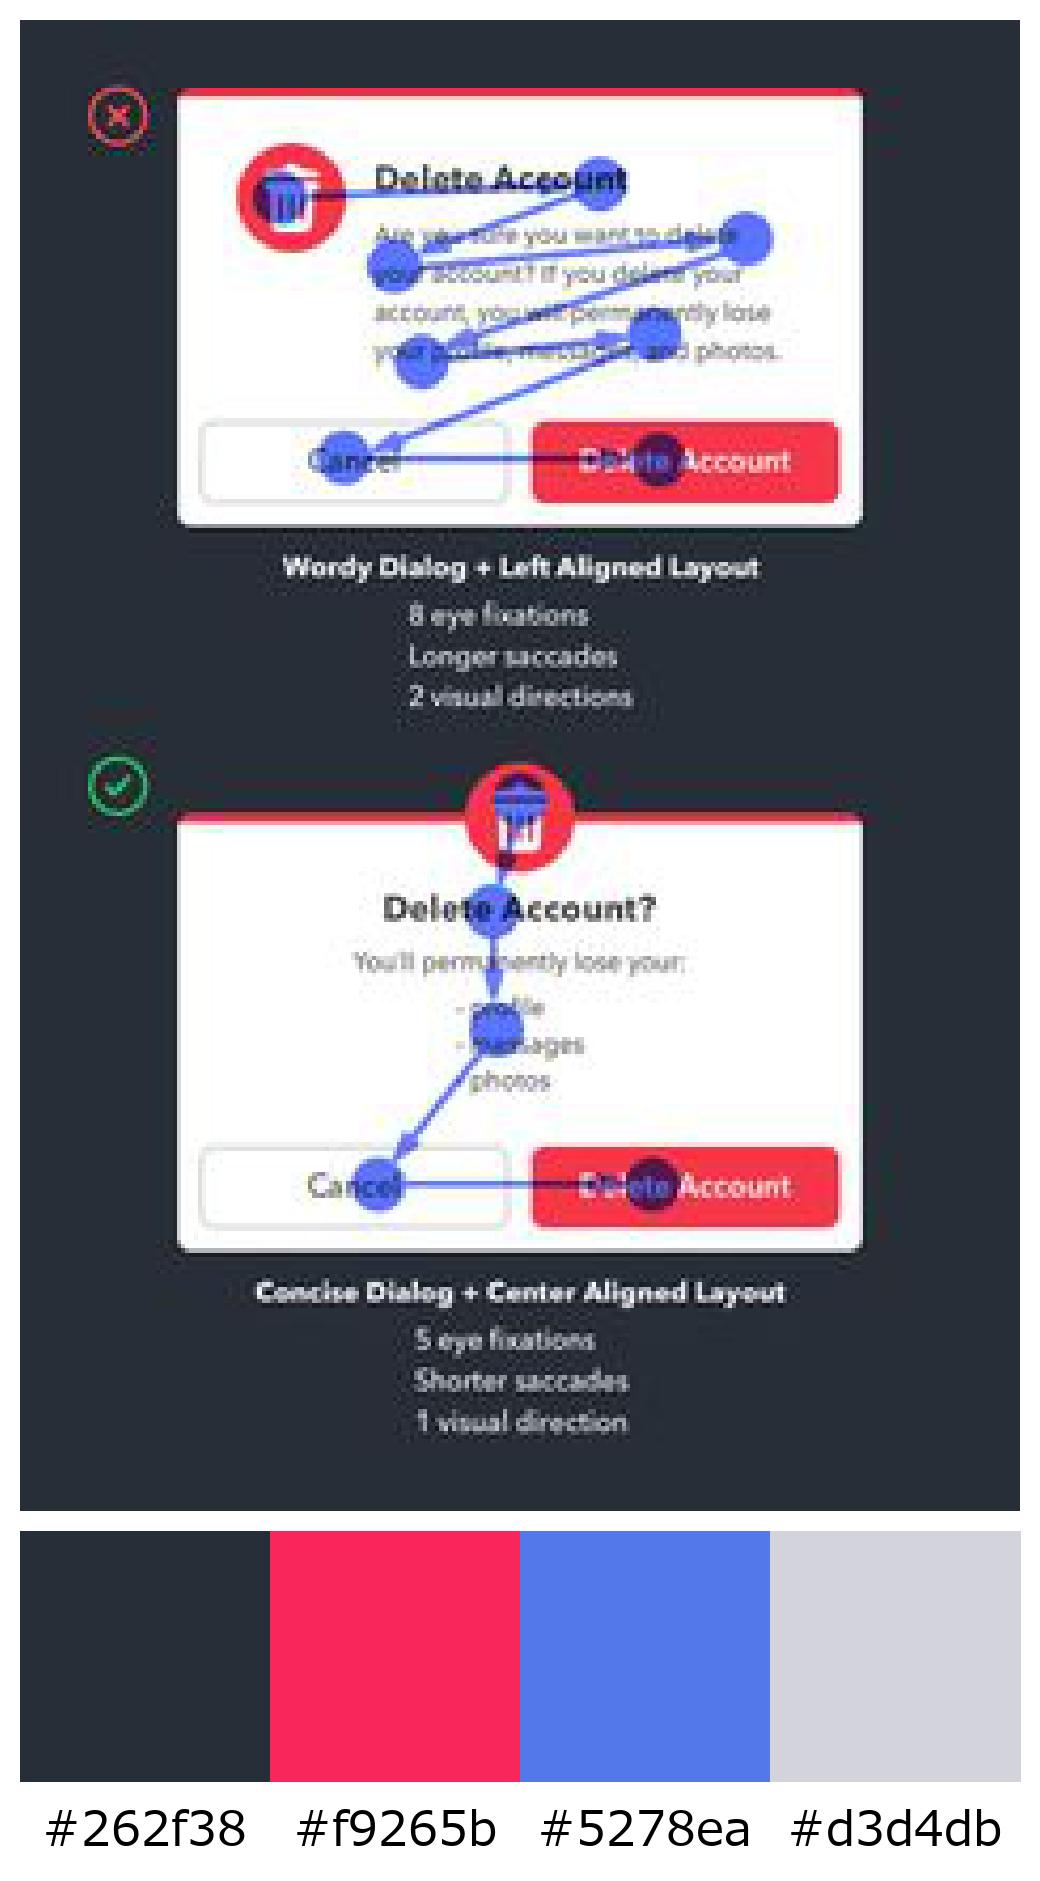 Delete Account
Are you sure you want to delete
your account? If you delete your
account, you will permanently lose
your profile, messages, and photos.
Cancel
Delete Account
Wordy Dialog + Left Aligned Layout
8 eye fixations
Longer saccades
2 visual directions
Delete Account?
You'll permanently lose your:
- profile
- messages
- photos
Cancel
Delete Account
Concise Dialog + Center Aligned Layout
5 eye fixations
Shorter saccades
1 visual direction
#262f38 #f9265b #5278ea #d3d4db